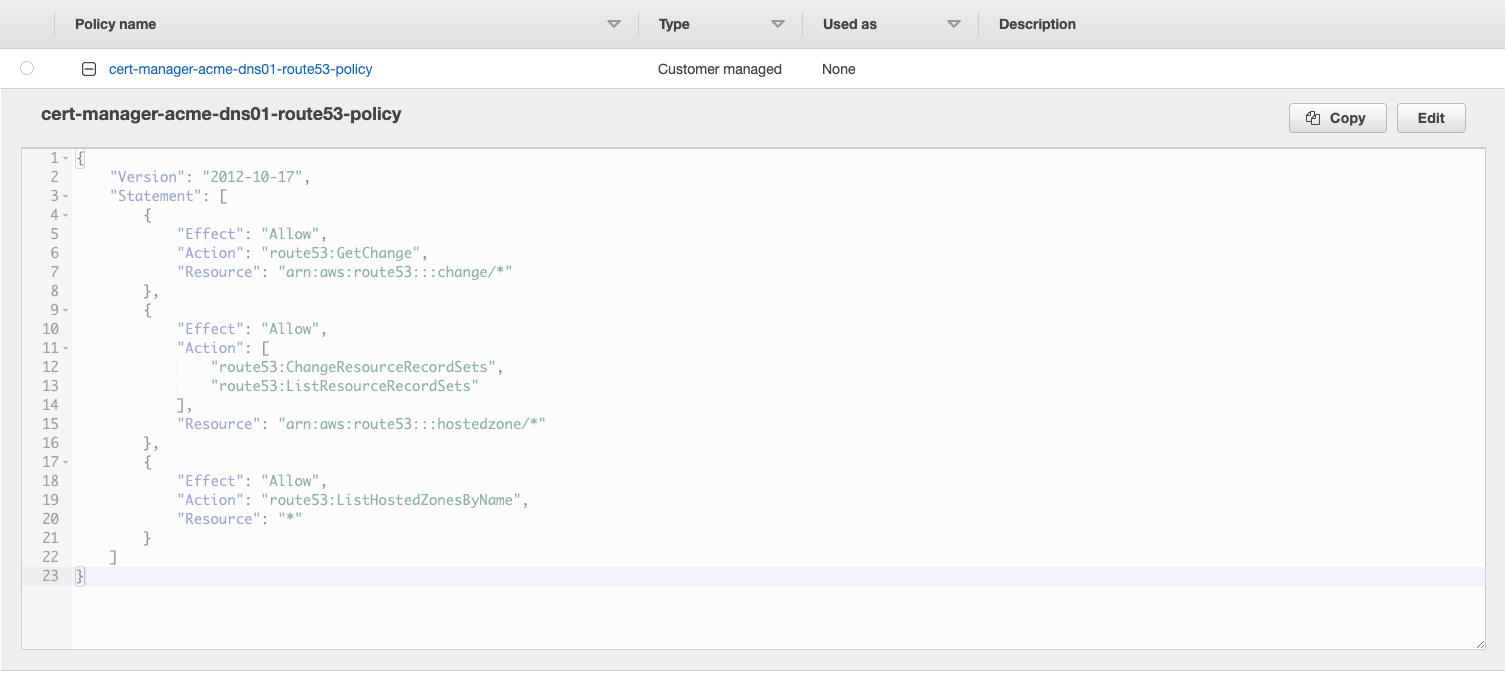 Policy name Type Used as Description
cert-manager-acme-dns01-route53-policy Customer managed None
cert-manager-acme-dns01-route53-policy Copy Edit
1 {
2     "Version": "2012-10-17",
3     "Statement": [
4         {
5             "Effect": "Allow",
6             "Action": "route53:GetChange",
7             "Resource": "arn:aws:route53:::change/*"
8         },
9         {
10             "Effect": "Allow",
11             "Action": [
12                 "route53:ChangeResourceRecordSets",
13                 "route53:ListResourceRecordSets"
14             ],
15             "Resource": "arn:aws:route53:::hostedzone/*"
16         },
17         {
18             "Effect": "Allow",
19             "Action": "route53:ListHostedZonesByName",
20             "Resource": "*"
21         }
22     ]
23 }